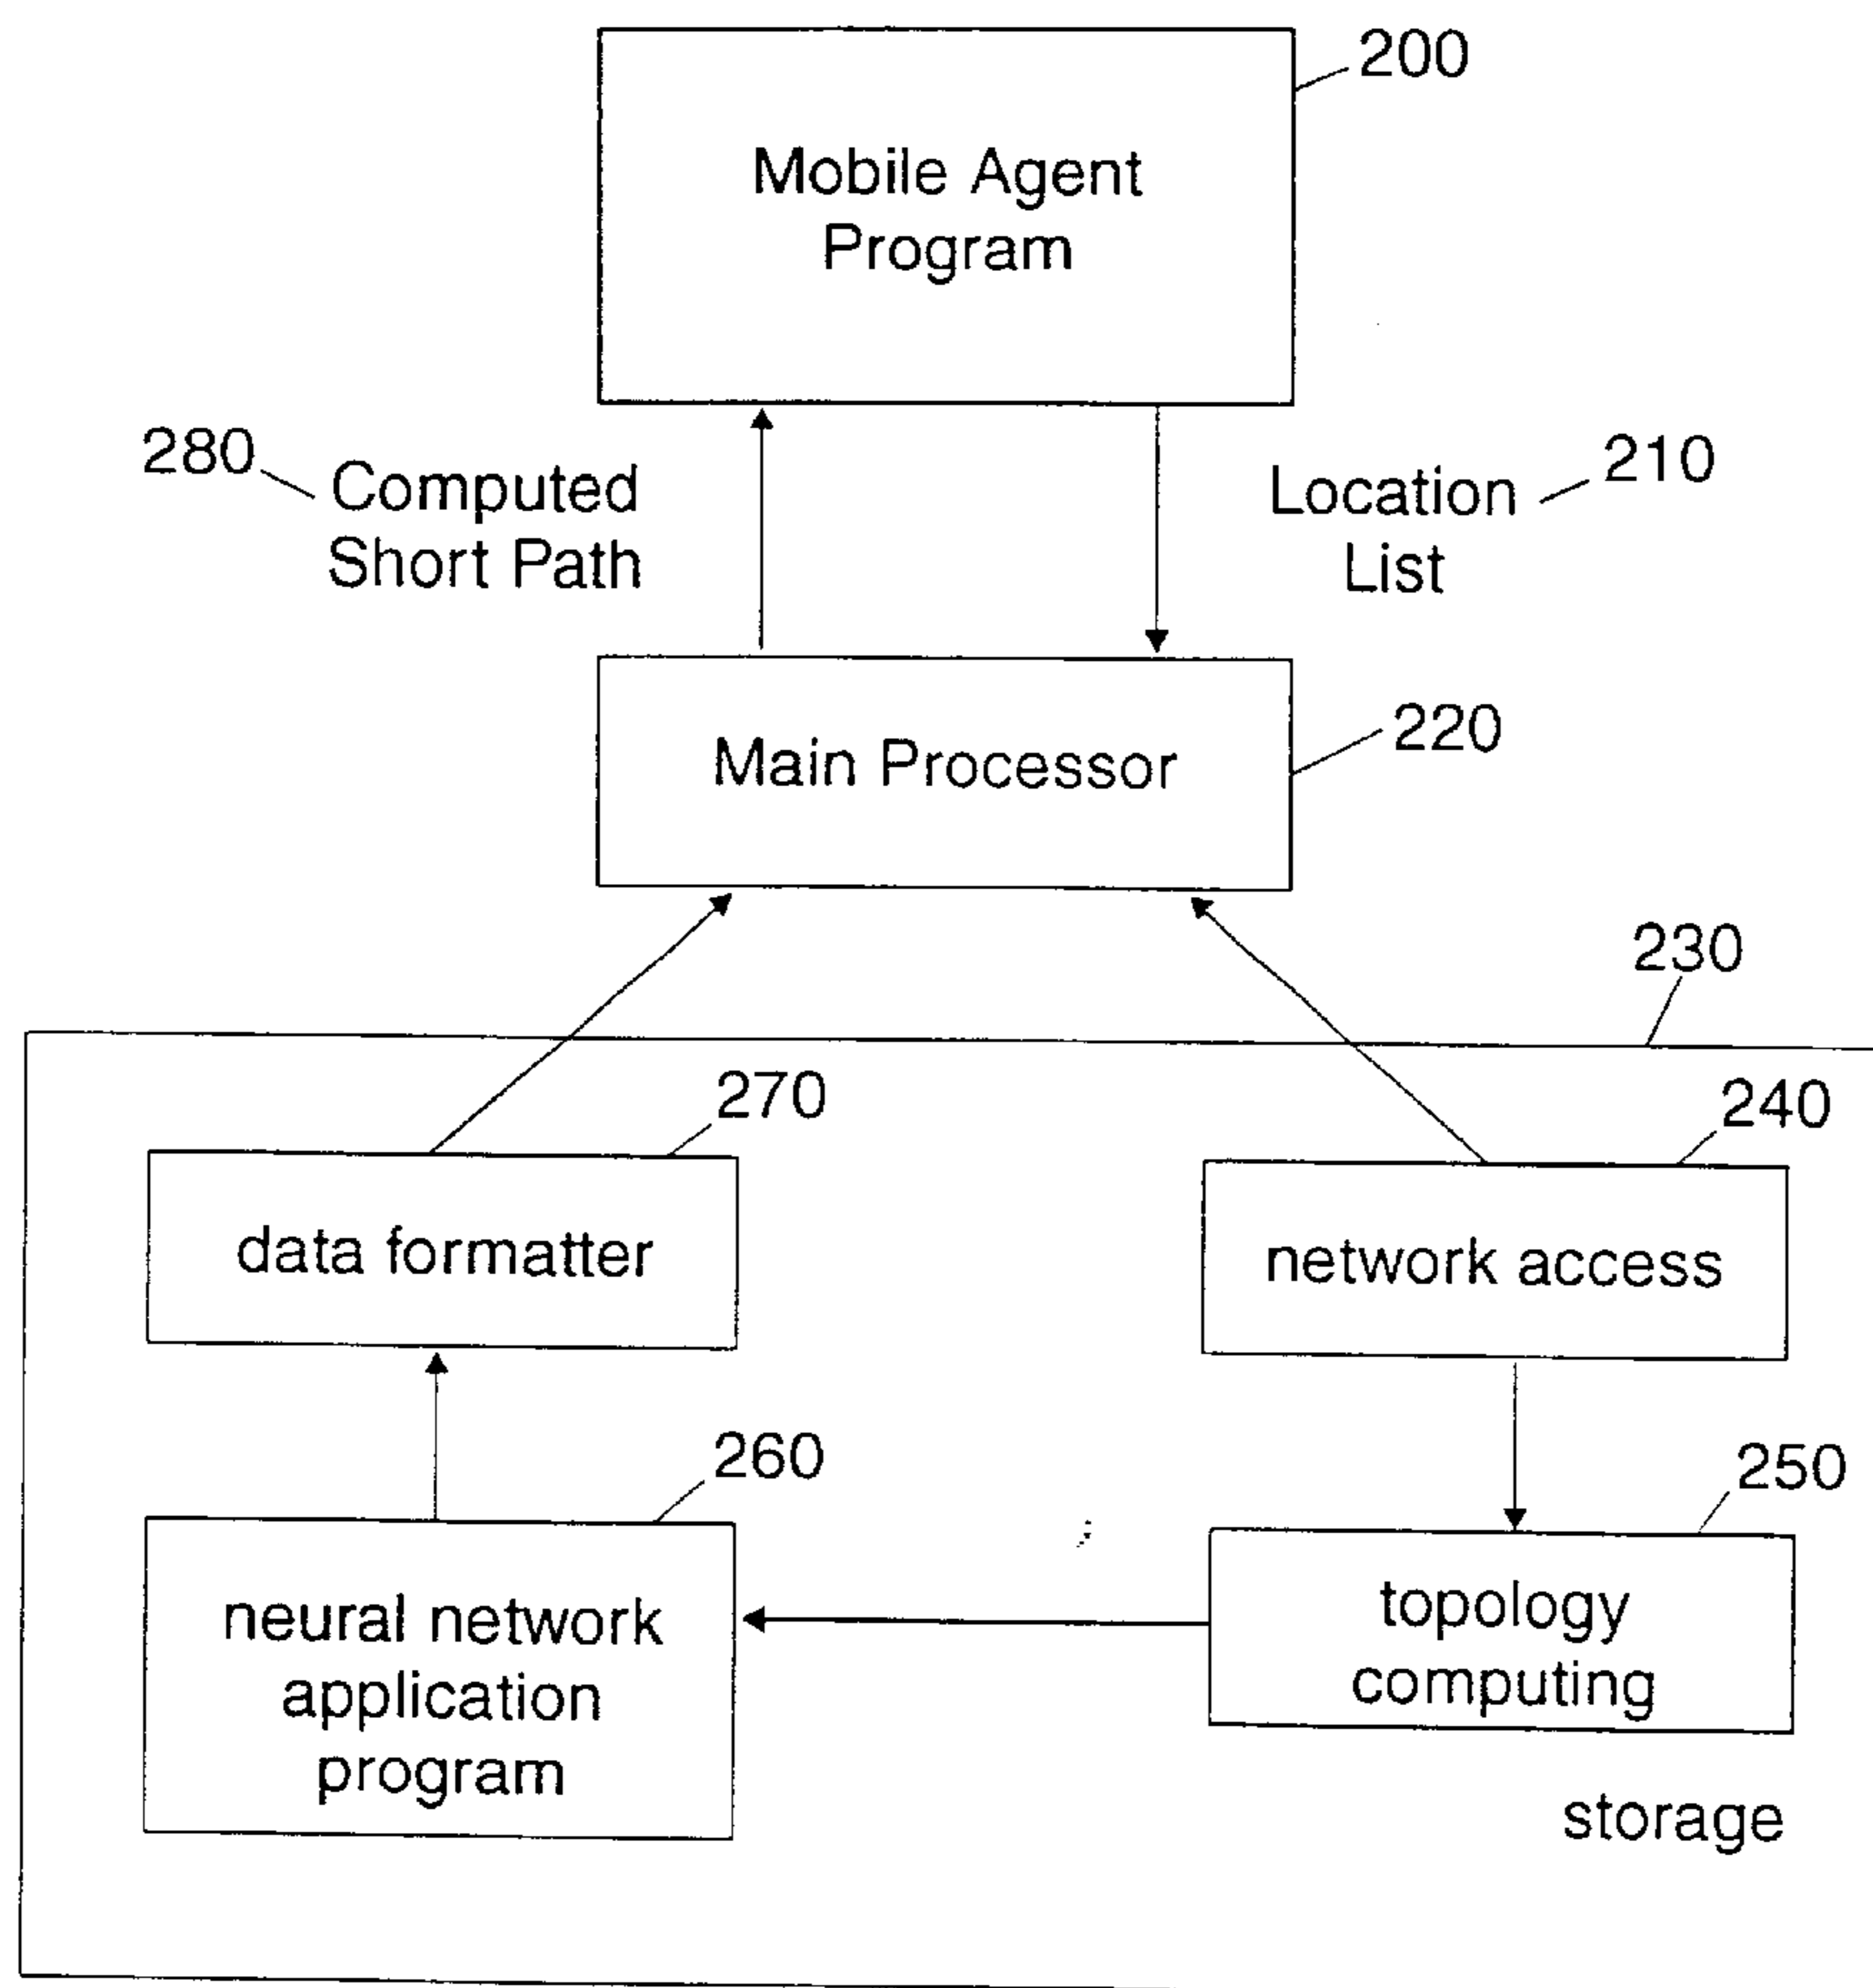 200
Mobile Agent
Program
280
Computed
Short Path
Location
List
210
Main Processor
220
230
270
data formatter
240
network access
260
neural network
application
program
250
topology
computing
storage